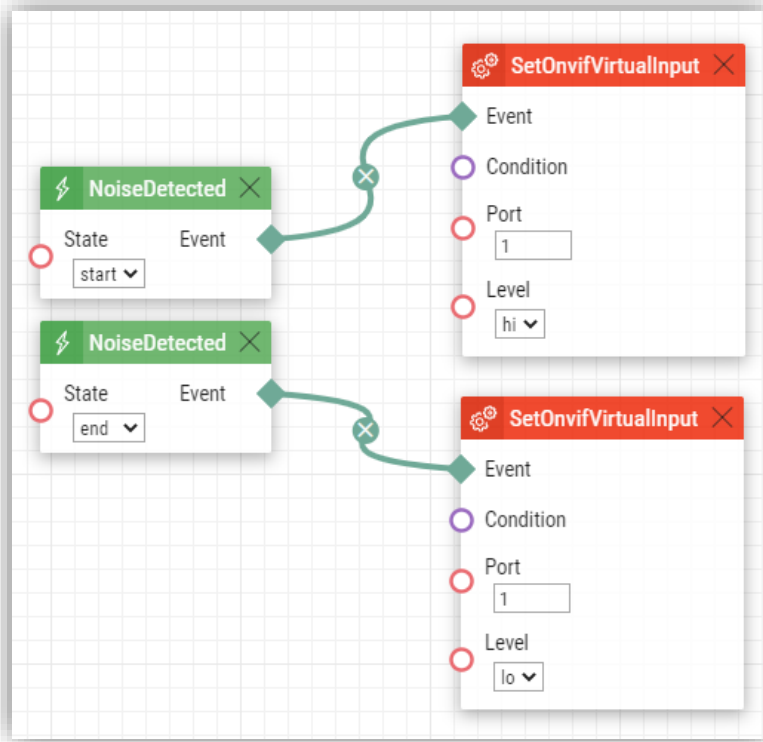 NoiseDetected
State Event
start
NoiseDetected
State Event
end
SetOnvifVirtualInput
Event
Condition
Port
1
Level
hi
SetOnvifVirtualInput
Event
Condition
Port
1
Level
lo